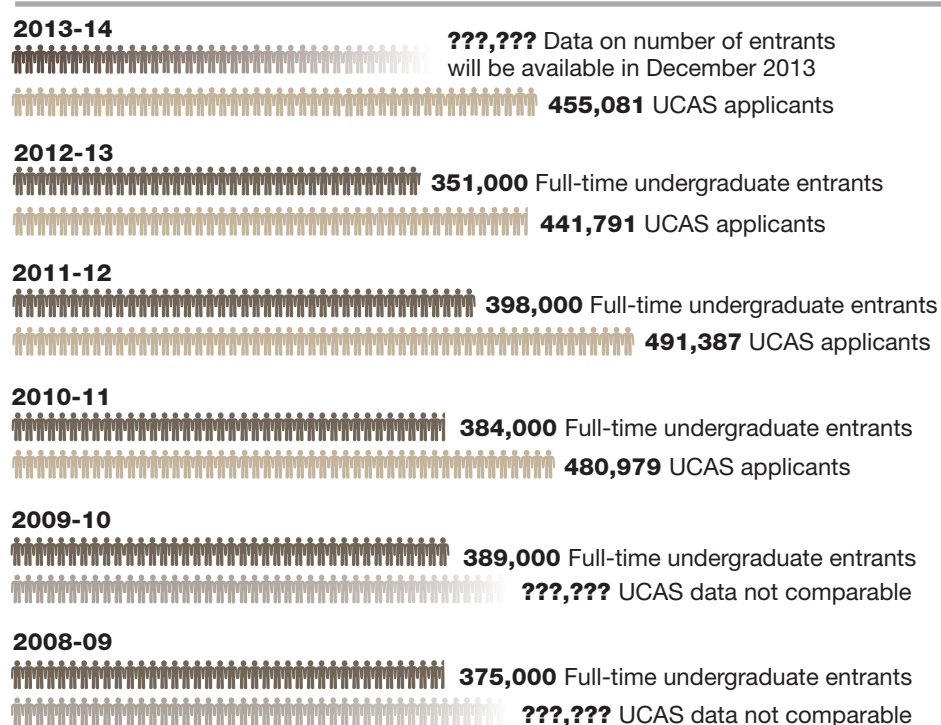 2013-14
???,??? Data on number of entrants
will be available in December 2013
455,081 UCAS applicants
2012-13
351,000 Full-time undergraduate entrants
441,791 UCAS applicants
2011-12
398,000 Full-time undergraduate entrants
491,387 UCAS applicants
2010-11
384,000 Full-time undergraduate entrants
480,979 UCAS applicants
2009-10
389,000 Full-time undergraduate entrants
???,??? UCAS data not comparable
2008-09
375,000 Full-time undergraduate entrants
???,??? UCAS data not comparable